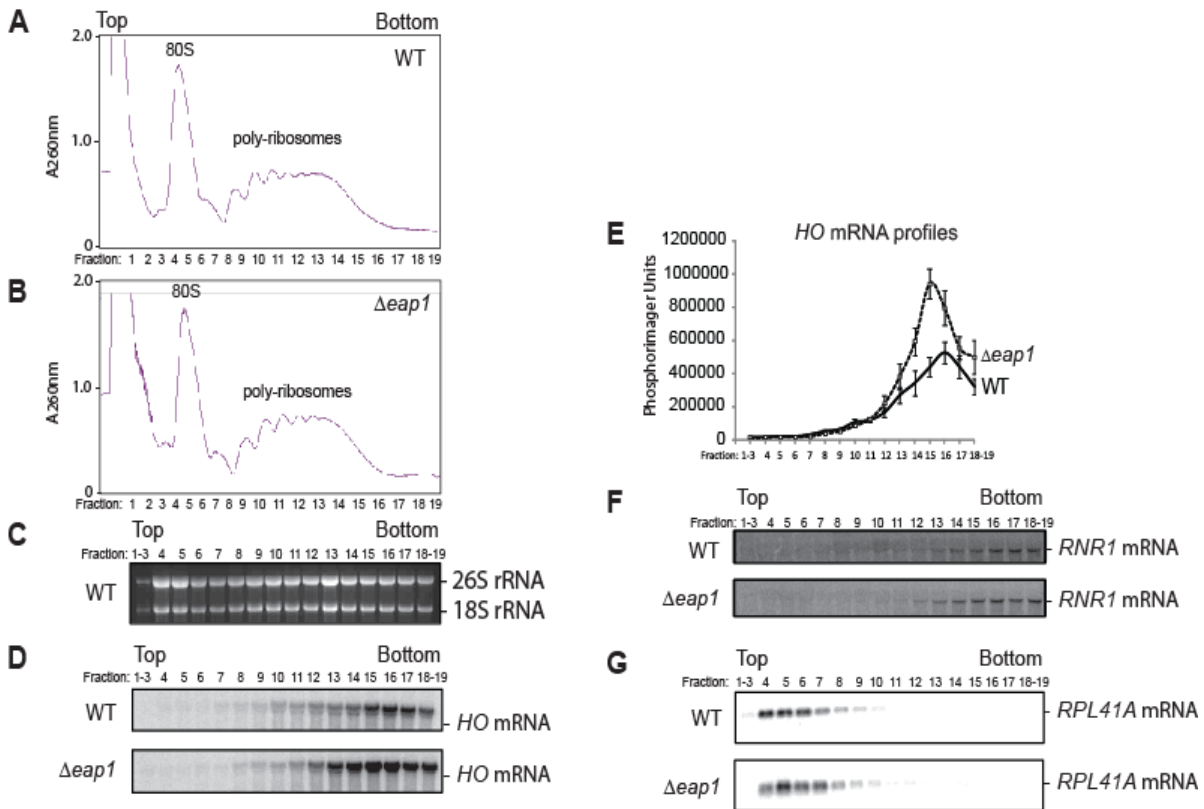 A
Top Bottom
2.0
80S
WT
poly-ribosomes
1.0
A260nm
0
Fraction: 1 2 3 4 5 6 7 8 9 10 11 12 13 14 15 16 17 18 19
B
2.0
80S
Δeap1
poly-ribosomes
1.0
A260nm
0
Fraction: 1 2 3 4 5 6 7 8 9 10 11 12 13 14 15 16 17 18 19
C
Top Bottom
Fraction:
1-3 4 5 6 7 8 9 10 11 12 13 14 15 16 17 18-19
WT
26S rRNA
18S rRNA
D
Top Bottom
Fraction:
1-3 4 5 6 7 8 9 10 11 12 13 14 15 16 17 18-19
WT
HO mRNA
Δeap1
HO mRNA
E
HO mRNA profiles
1200000
1000000
800000
600000
400000
200000
0
Phosphorimager Units
Δeap1
WT
Fraction: 1-3 4 5 6 7 8 9 10 11 12 13 14 15 16 17 18-19
F
Top Bottom
Fraction:
1-3 4 5 6 7 8 9 10 11 12 13 14 15 16 17 18-19
WT
RNR1 mRNA
Δeap1
RNR1 mRNA
G
Top Bottom
Fraction:
1-3 4 5 6 7 8 9 10 11 12 13 14 15 16 17 18-19
WT
RPL41A mRNA
Δeap1
RPL41A mRNA